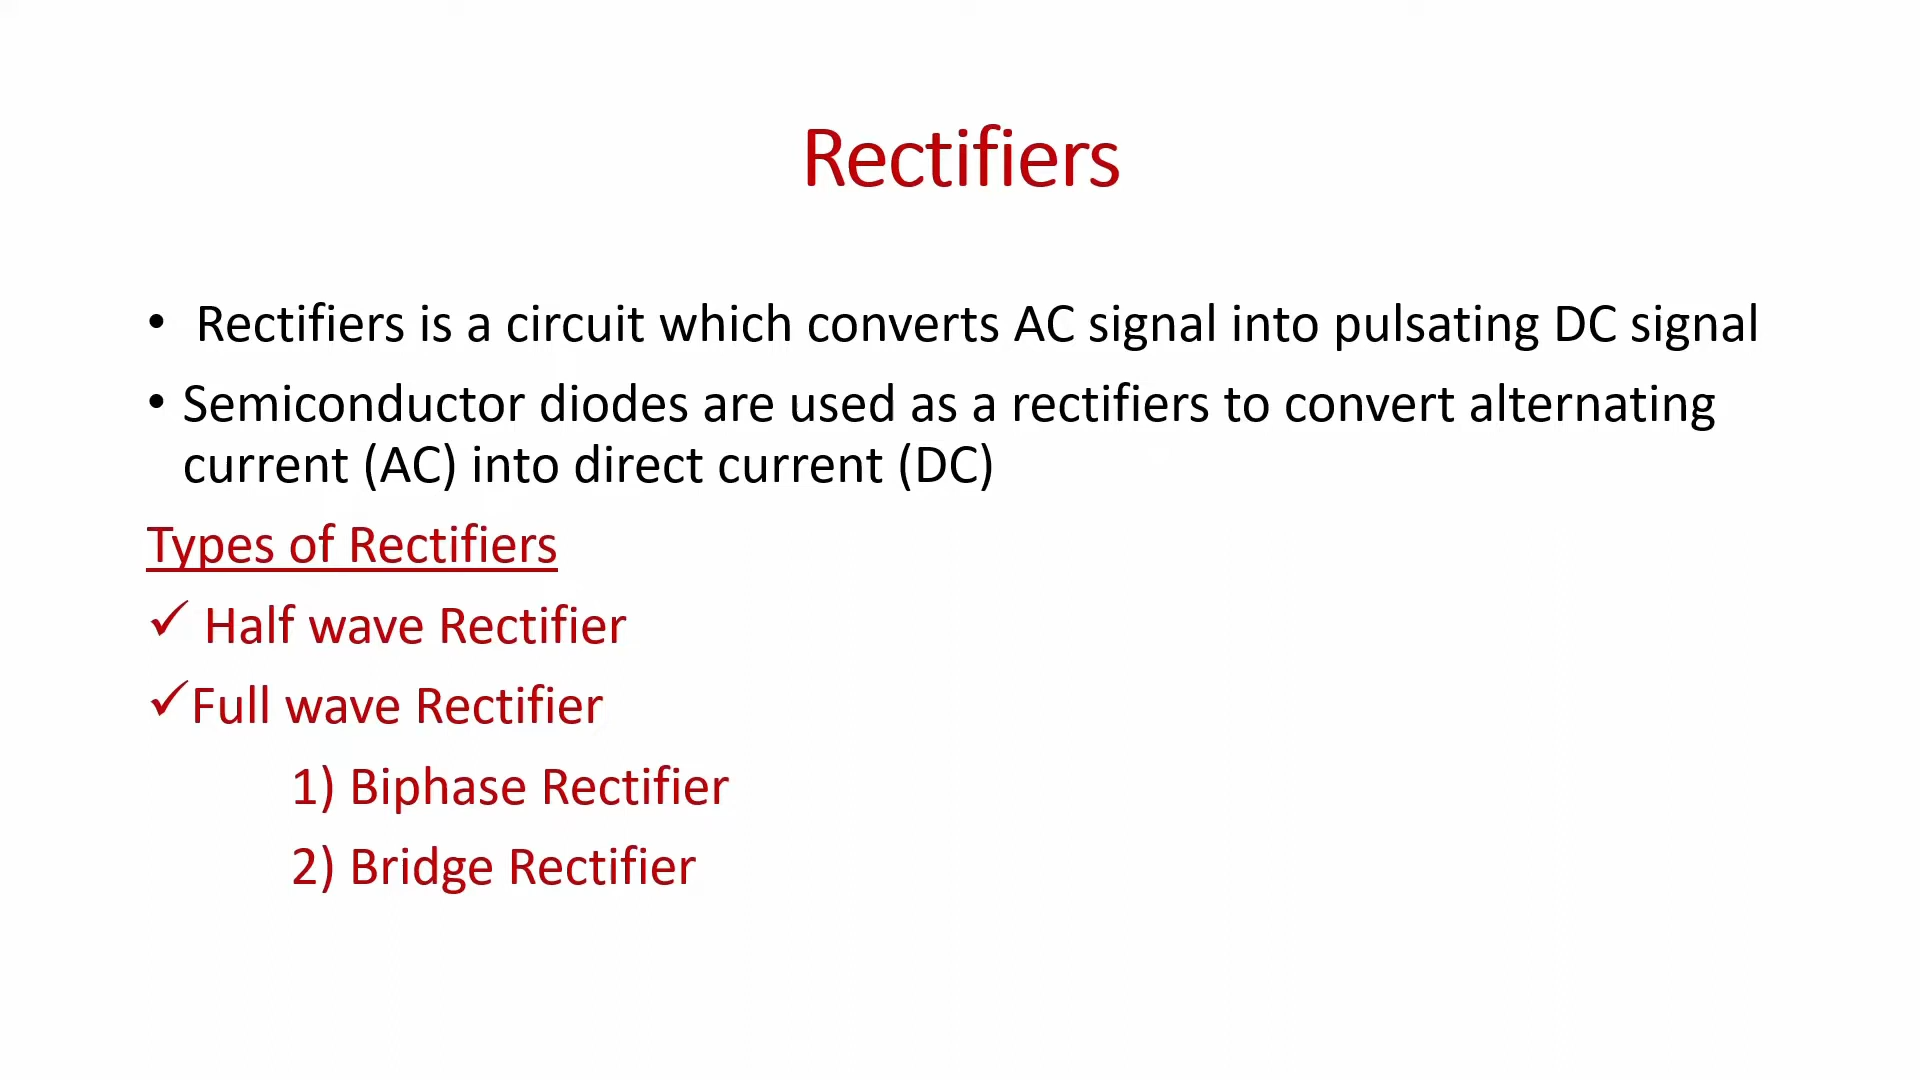 Rectifiers
• Rectifiers is a circuit which converts AC signal into pulsating DC signal
• Semiconductor diodes are used as a rectifiers to convert alternating
current (AC) into direct current (DC)
Types of Rectifiers
✓ Half wave Rectifier
✓Full wave Rectifier
1) Biphase Rectifier
2) Bridge Rectifier